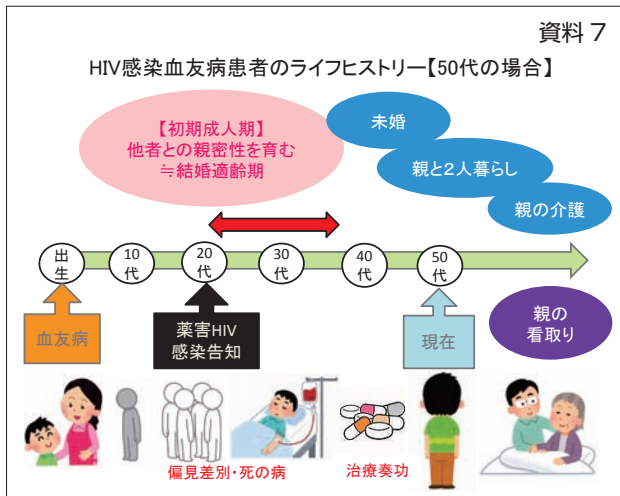 資料７
HIV感染血友病患者のライフヒストリー【50代の場合】
【初期成人期】
他者との親密性を育む
≒結婚適齢期
未婚
親と２人暮らし
親の介護
出生
10代
20代
30代
40代
50代
血友病
薬害HIV
感染告知
現在
親の
看取り
偏見差別・死の病
治療奏功